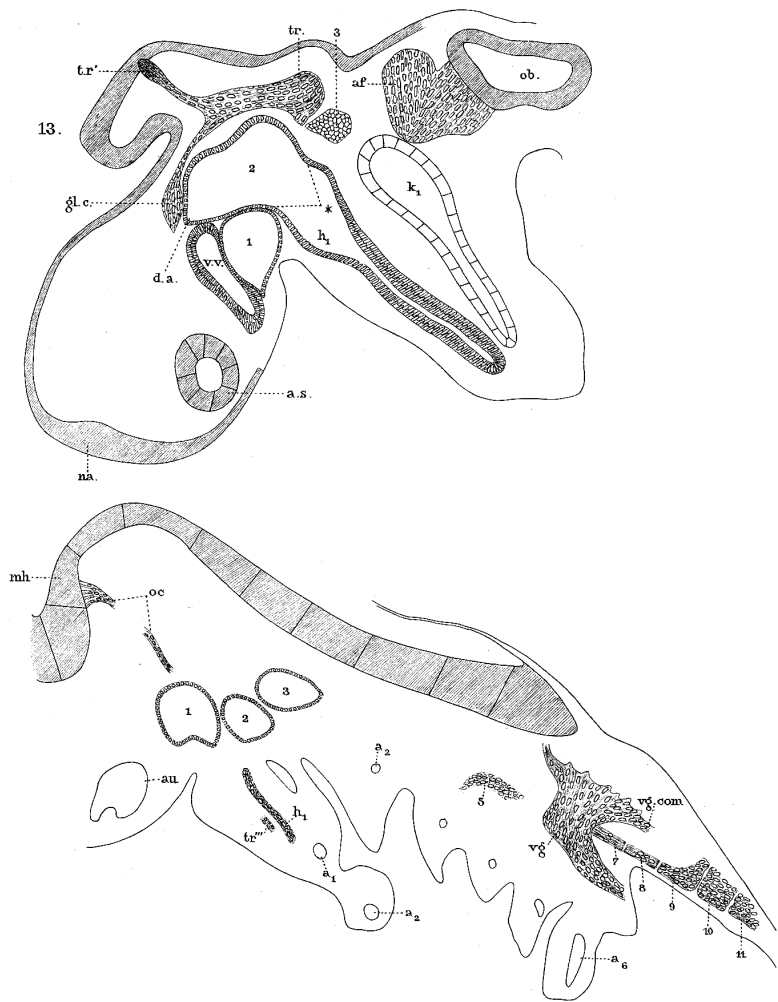 tr. 3
tr'
af ob.
13.
2 k₁
gl.c. *
h₁
1
d.a. v.v.
a.s.
na.
mh oc
3
1 2
a₂
au
5 vg.com
h₁
tr''' vg 7
8
a₁ 9
a₂ 10
11
a₆